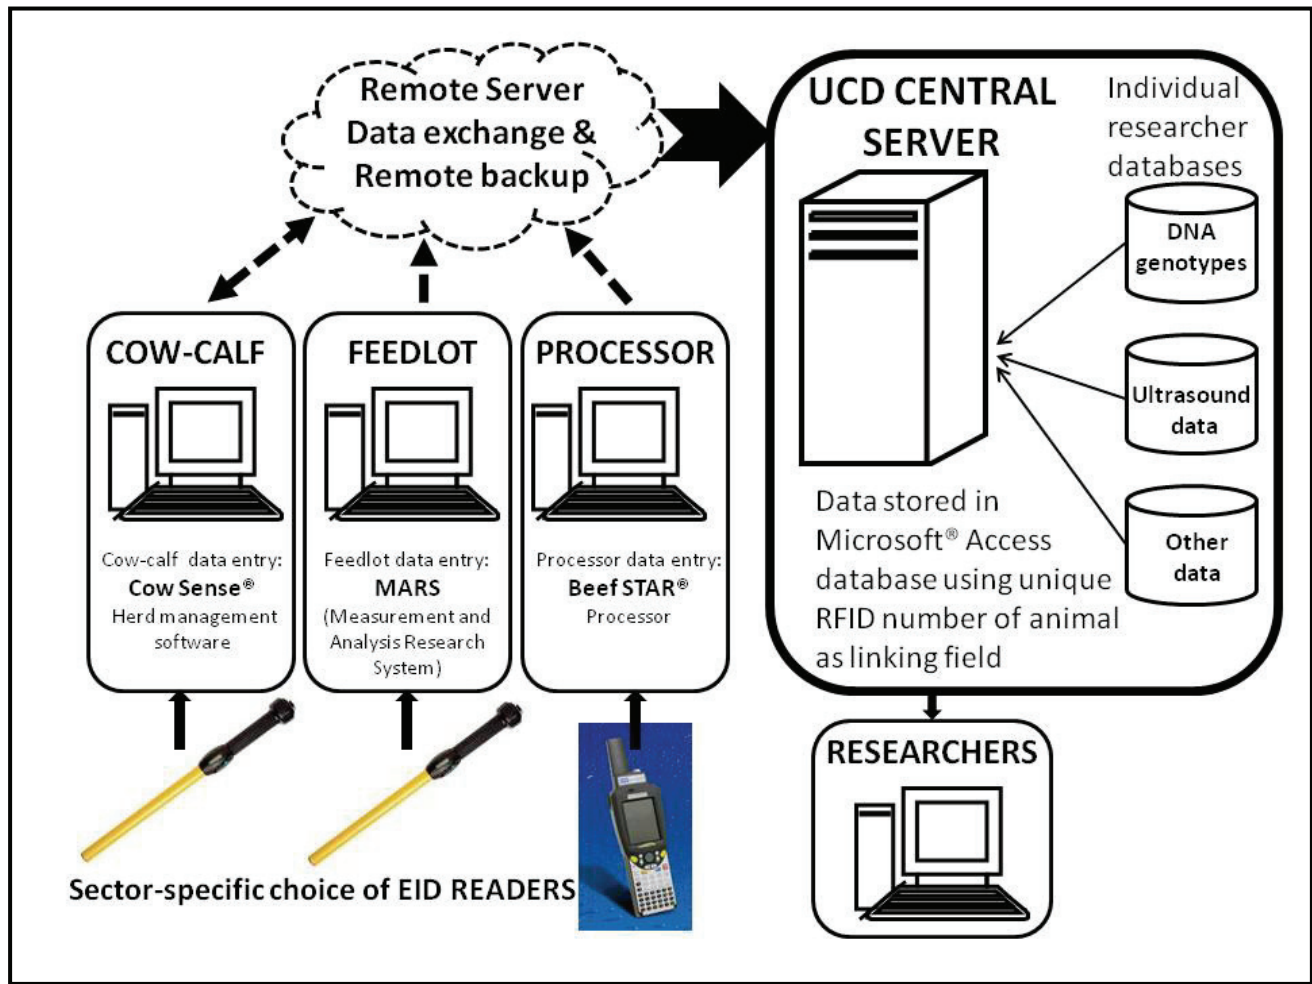 Remote Server
Data exchange &
Remote backup
UCD CENTRAL
SERVER
Individual
researcher
databases
DNA
genotypes
Ultrasound
data
Other
data
Data stored in
Microsoft® Access
database using unique
RFID number of animal
as linking field
COW-CALF
Cow-calf data entry:
Cow Sense®
Herd management
software
FEEDLOT
Feedlot data entry:
MARS
(Measurement and
Analysis Research
System)
PROCESSOR
Processor data entry:
Beef STAR®
Processor
Sector-specific choice of EID READERS
RESEARCHERS